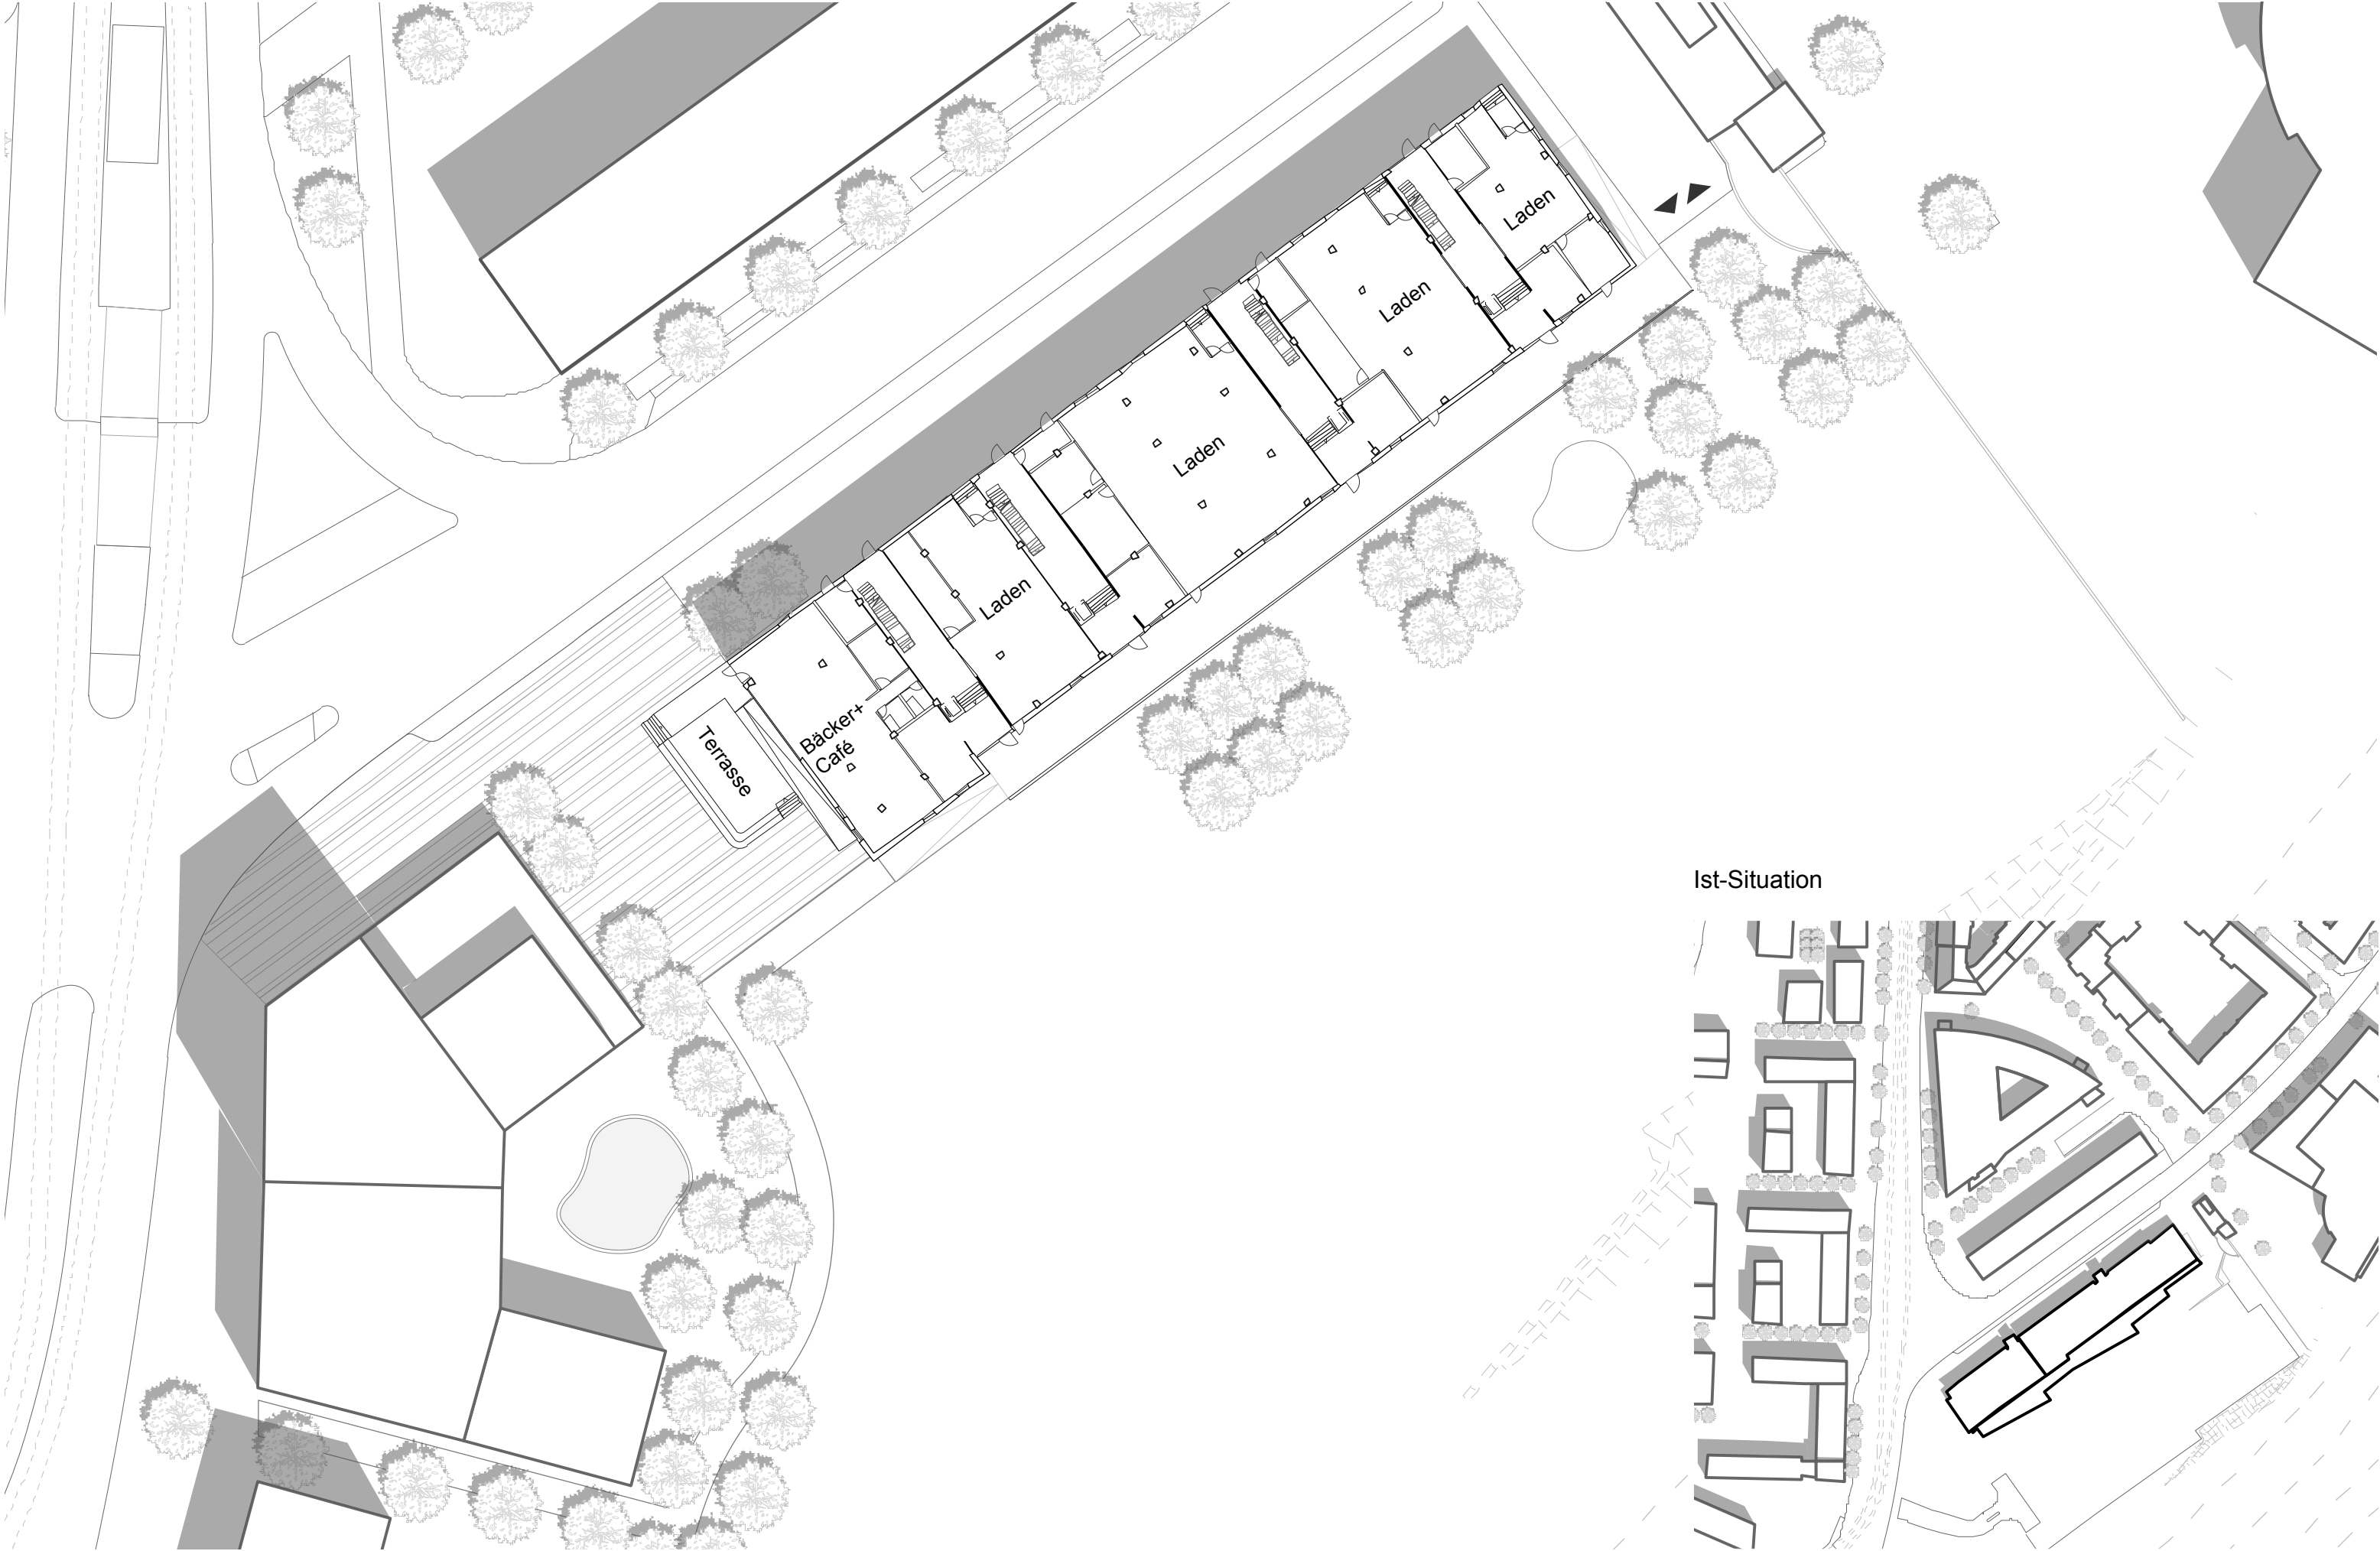 Laden
Laden
Laden
Laden
Bäcker+
Café
Terrasse
Ist-Situation